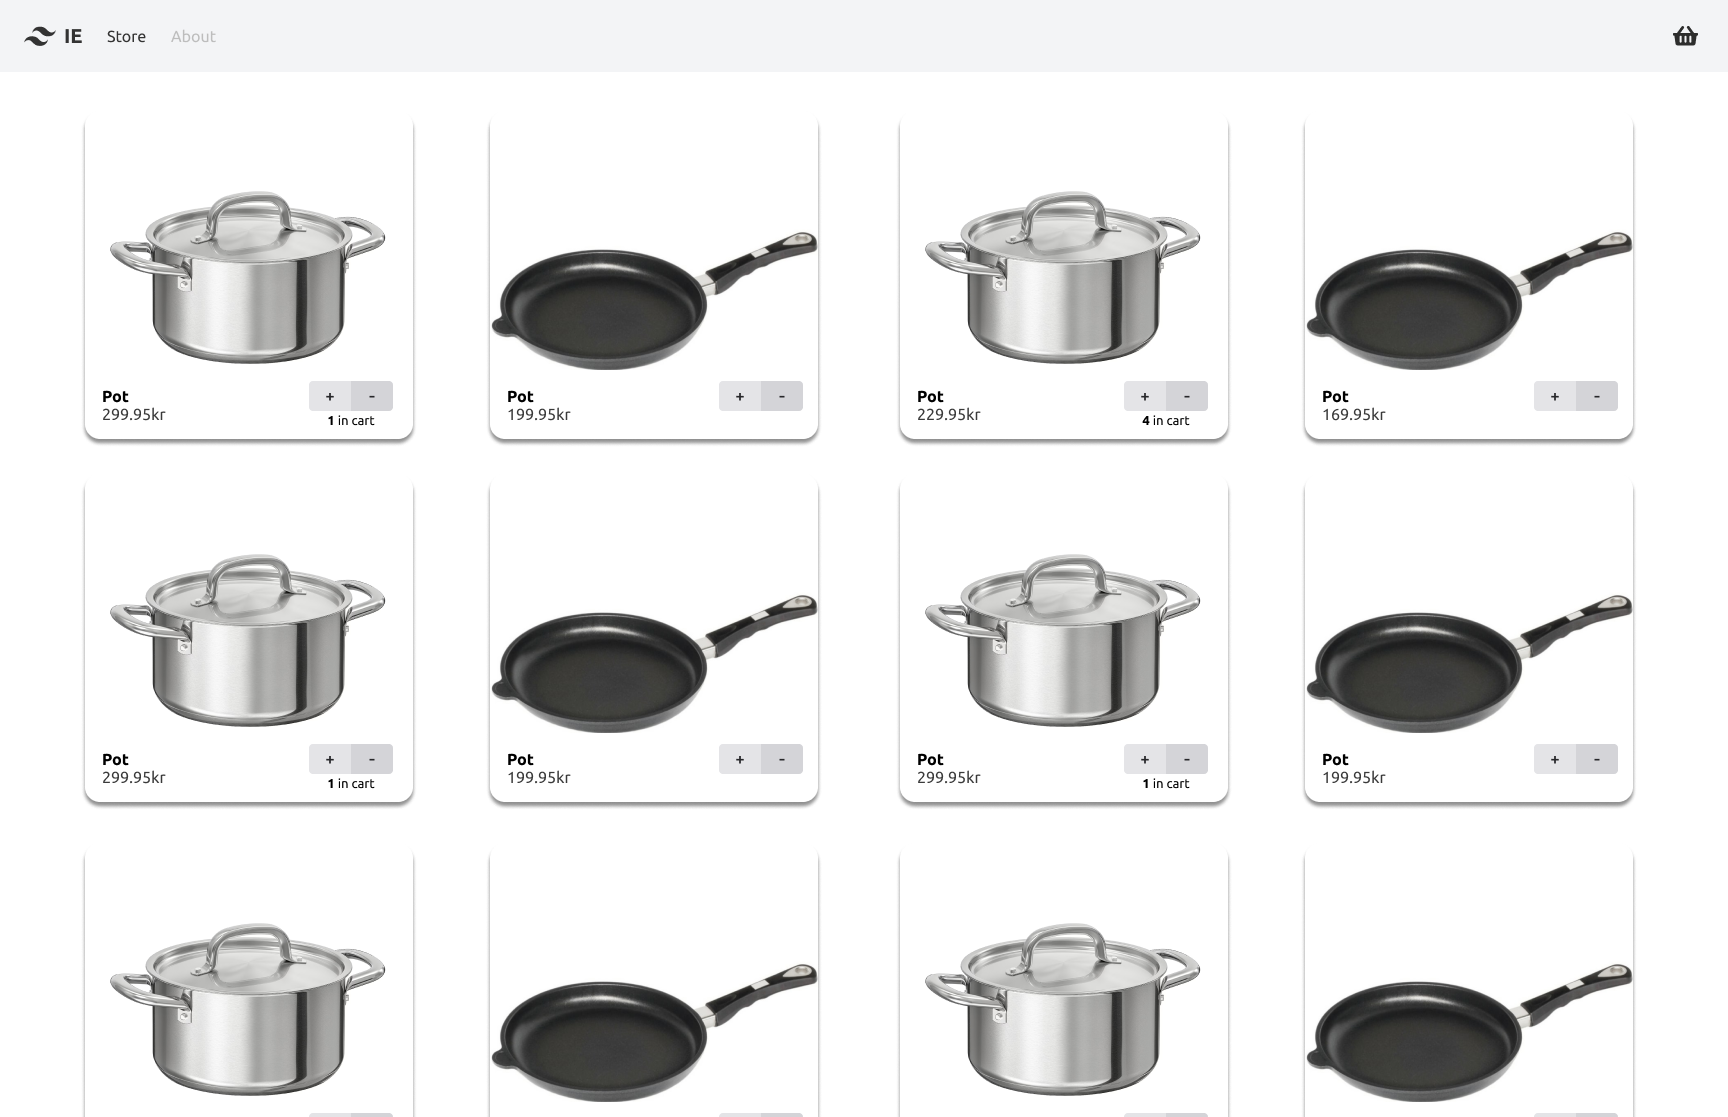 IE Store About
Pot + -
299.95kr
1 in cart
Pot + -
199.95kr
Pot + -
229.95kr
4 in cart
Pot + -
169.95kr
Pot + -
299.95kr
1 in cart
Pot + -
199.95kr
Pot + -
299.95kr
1 in cart
Pot + -
199.95kr